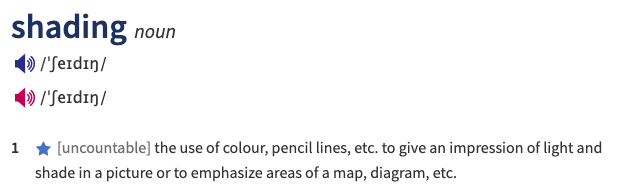 shading noun
/ˈʃeɪdɪŋ/
/ˈʃeɪdɪŋ/
1 [uncountable] the use of colour, pencil lines, etc. to give an impression of light and
shade in a picture or to emphasize areas of a map, diagram, etc.